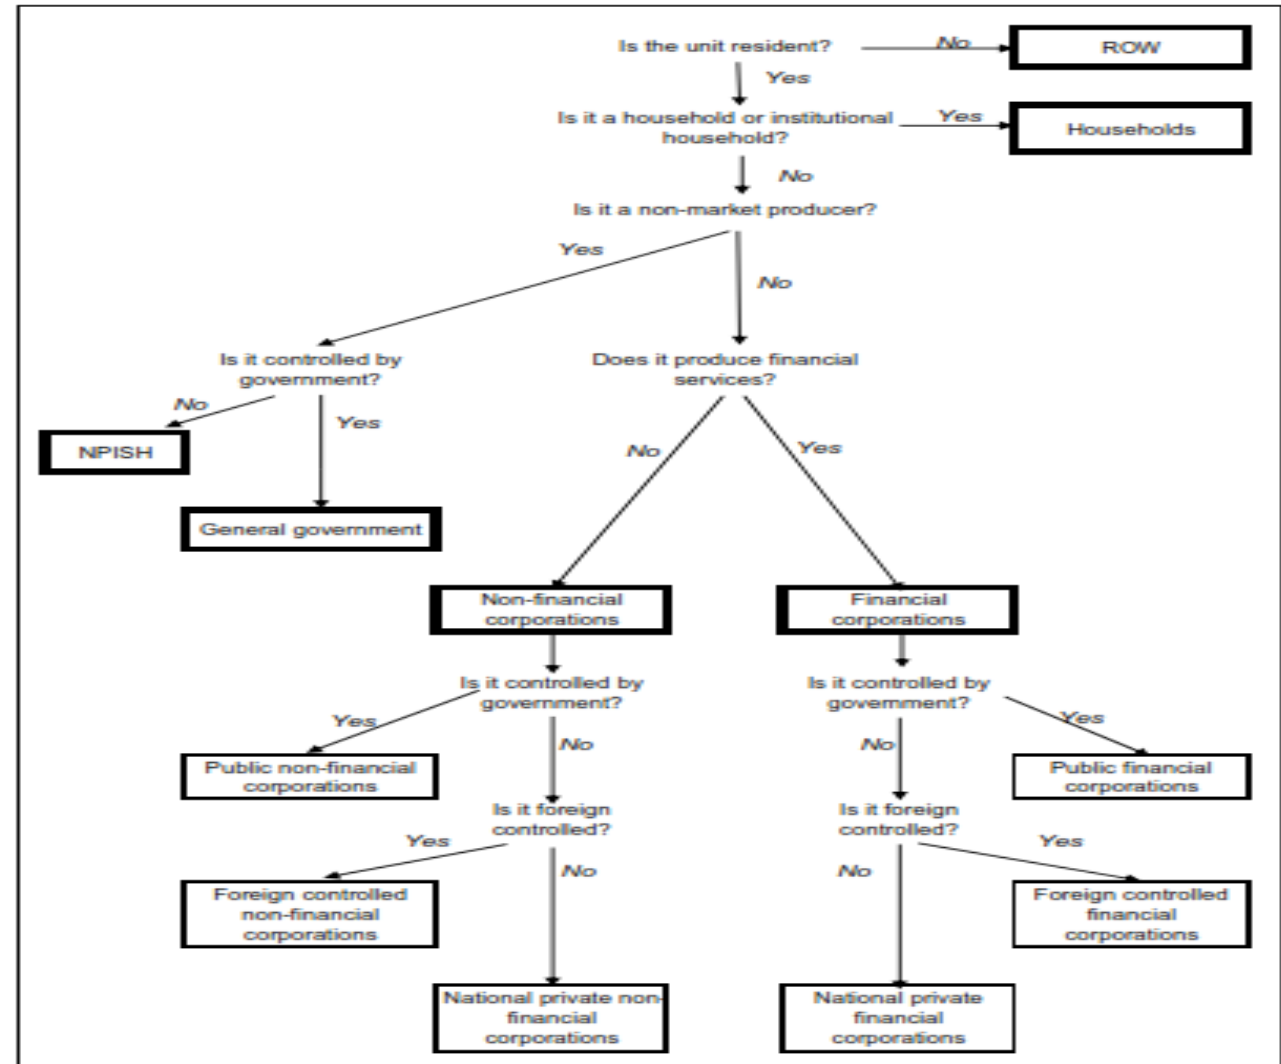 Is the unit resident?
No
ROW
Yes
Is it a household or institutional
household?
Yes
Households
No
Is it a non-market producer?
Yes
No
Is it controlled by
government?
Does it produce financial
services?
No
Yes
NPISH
No
Yes
General government
Non-financial
corporations
Financial
corporations
Is it controlled by
government?
Is it controlled by
government?
Yes
No
No
Yes
Public non-financial
corporations
Public financial
corporations
Is it foreign
controlled?
Is it foreign
controlled?
Yes
No
No
Yes
Foreign controlled
non-financial
corporations
Foreign controlled
financial
corporations
National private non-
financial
corporations
National private
financial
corporations